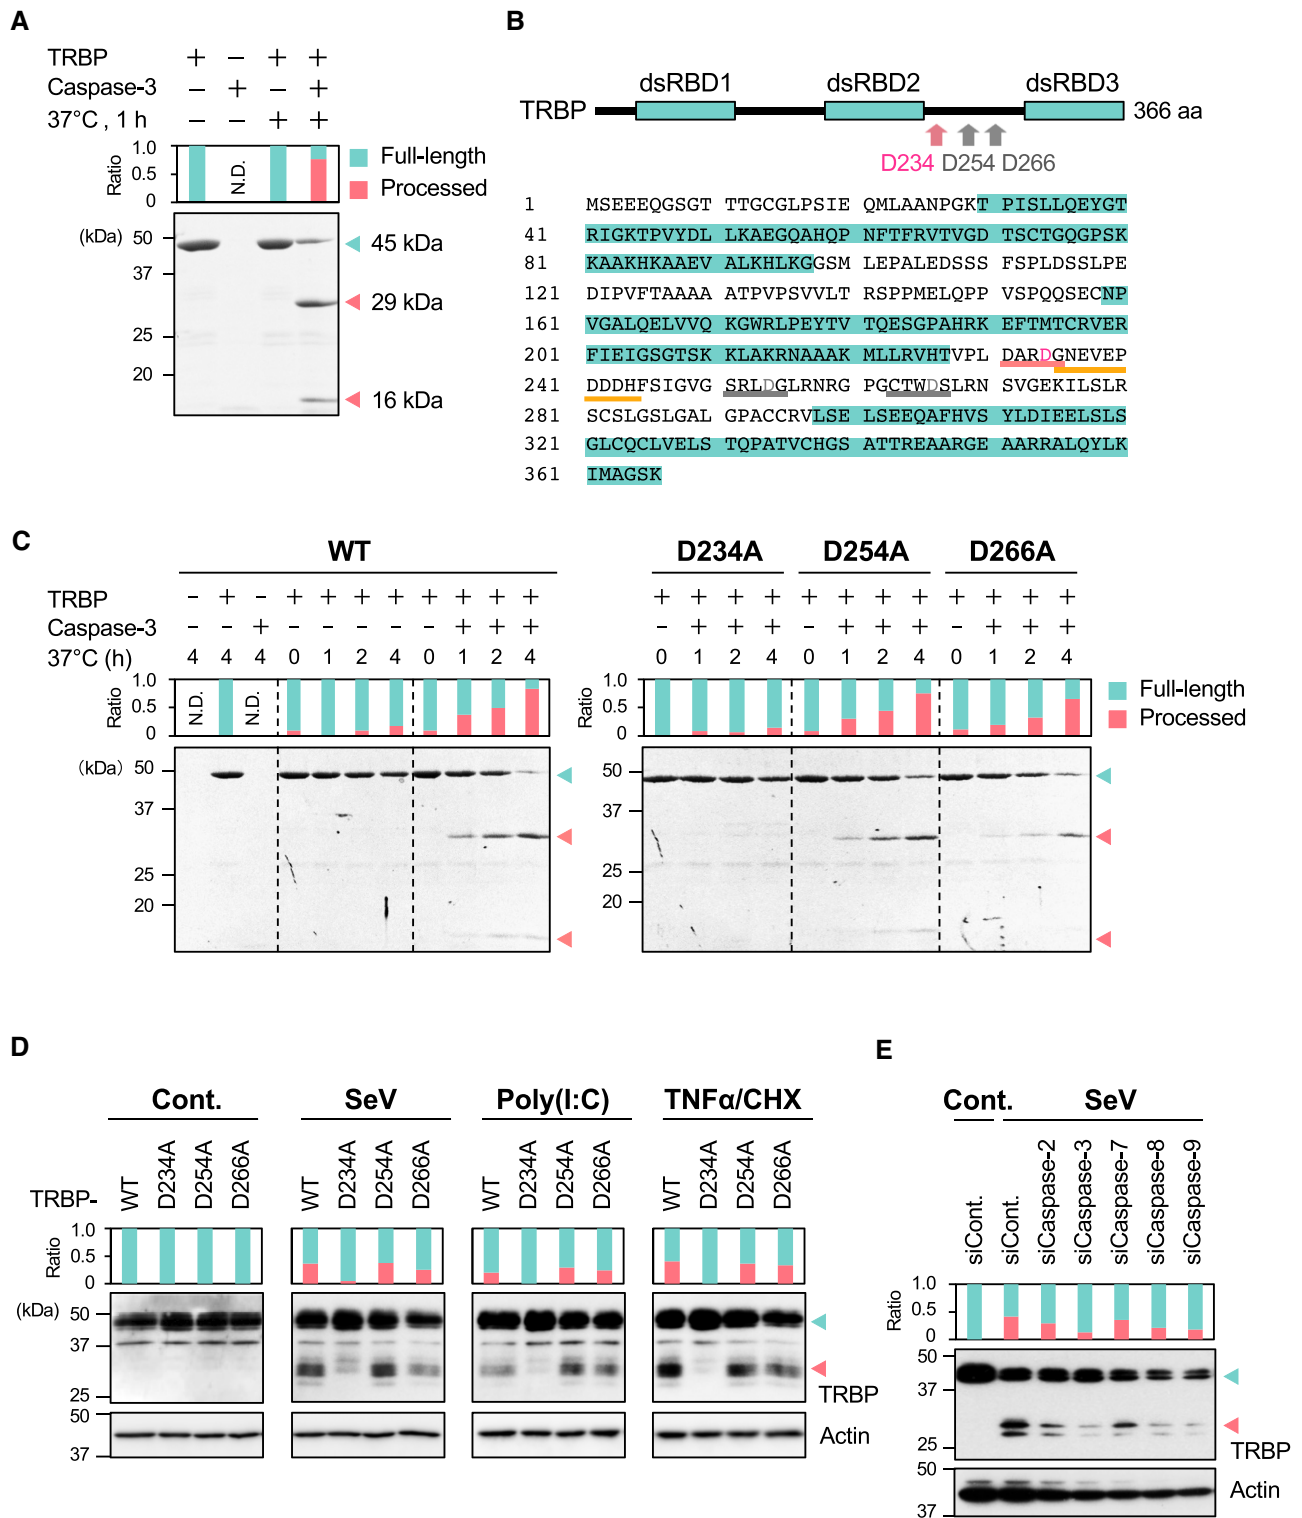 A
TRBP + – + +
Caspase-3 – + – +
37°C , 1 h – – + +
Ratio
1.0
0.5
0
N.D.
Full-length
Processed
(kDa)
50
37
25
20
45 kDa
29 kDa
16 kDa
B
dsRBD1 dsRBD2 dsRBD3
TRBP 366 aa
D234 D254 D266
1 MSEEEQGSGT TTGCGLPSIE QMLAANPGKT PISLLQEYGT
41 RIGKTPVYDL LKAEGQAHQP NFTFRVTVGD TSCTGQGPSK
81 KAAKHKAAEV ALKHLKGGSM LEPALEDSSS FSPLDSSLPE
121 DIPVFTAAAA ATPVPSVVLT RSPPMELQPP VSPQQSECNP
161 VGALQELVVQ KGWRLPEYTV TQESGPAHRK EFTMTCRVER
201 FIEIGSGTSK KLAKRNAAAK MLLRVHTVPL DARDGNEVEP
241 DDDHFSIGVG SRLDGLRNRG PGCTWDSLRN SVGEKILSLR
281 SCSLGSLGAL GPACCRVLSE LSEEQAFHVS YLDIEELSLS
321 GLCQCLVELS TQPATVCHGS ATTREAARGE AARRALQYLK
361 IMAGSK
C
WT D234A D254A D266A
TRBP – + – + + + + + + + + + + + + + + + + + + + +
Caspase-3 – – + – – – – – + + + – + + + – + + + – + + +
37°C (h) 4 4 4 0 1 2 4 0 1 2 4 0 1 2 4 0 1 2 4 0 1 2 4
Ratio
1.0
0.5
0
N.D. N.D.
Ratio
1.0
0.5
0
Full-length
Processed
(kDa)
50
37
25
20
50
37
25
20
D
Cont. SeV Poly(I:C) TNFα/CHX
TRBP- WT D234A D254A D266A WT D234A D254A D266A WT D234A D254A D266A WT D234A D254A D266A
Ratio
1.0
0.5
0
(kDa)
50
37
25
TRBP
50
37
Actin
E
Cont. SeV
siCont. siCont. siCaspase-2 siCaspase-3 siCaspase-7 siCaspase-8 siCaspase-9
Ratio
1.0
0.5
0
50
37
25
TRBP
50
37
Actin